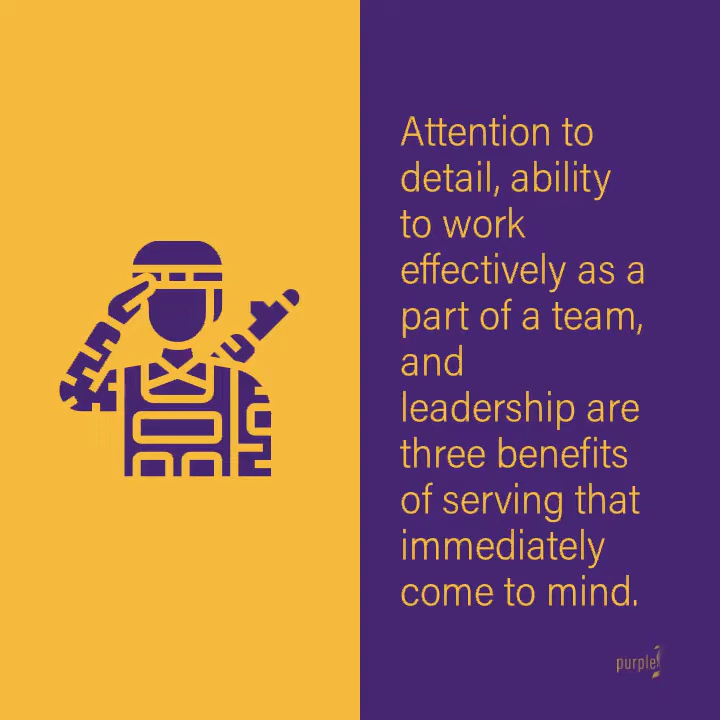 Attention to
detail, ability
to work
effectively as a
part of a team,
and
leadership are
three benefits
of serving that
immediately
come to mind.
purple